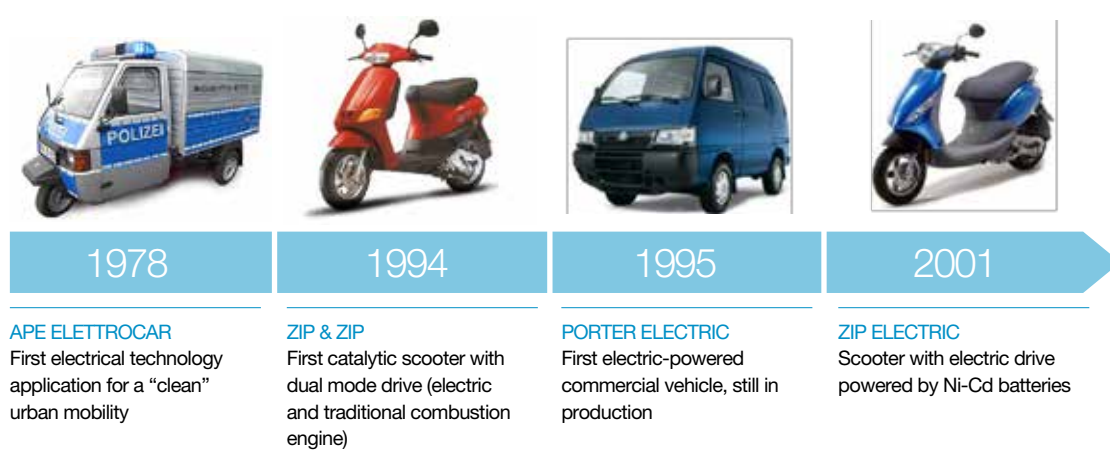 POLIZEI
1978
1994
1995
2001
APE ELETTROCAR
First electrical technology
application for a “clean”
urban mobility
ZIP & ZIP
First catalytic scooter with
dual mode drive (electric
and traditional combustion
engine)
PORTER ELECTRIC
First electric-powered
commercial vehicle, still in
production
ZIP ELECTRIC
Scooter with electric drive
powered by Ni-Cd batteries